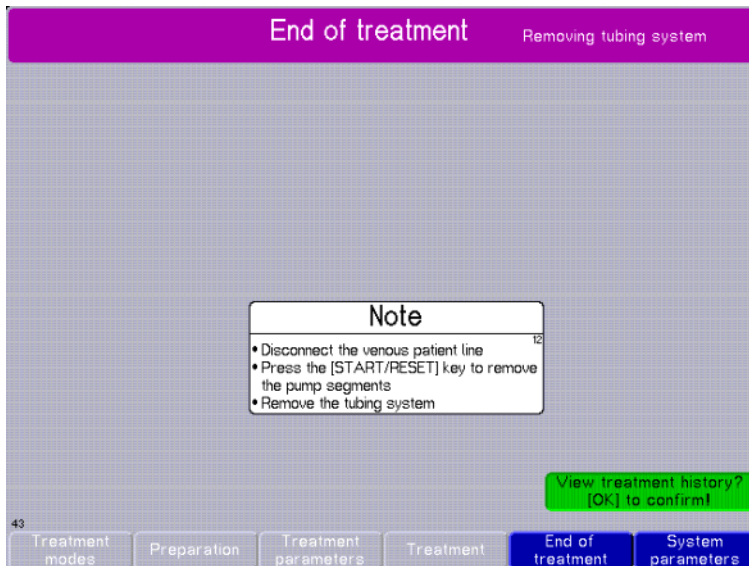 End of treatment
Removing tubing system
Note
12
• Disconnect the venous patient line
• Press the [START/RESET] key to remove
the pump segments
• Remove the tubing system
View treatment history?
[OK] to confirm!
43
Treatment
modes
Preparation
Treatment
parameters
Treatment
End of
treatment
System
parameters